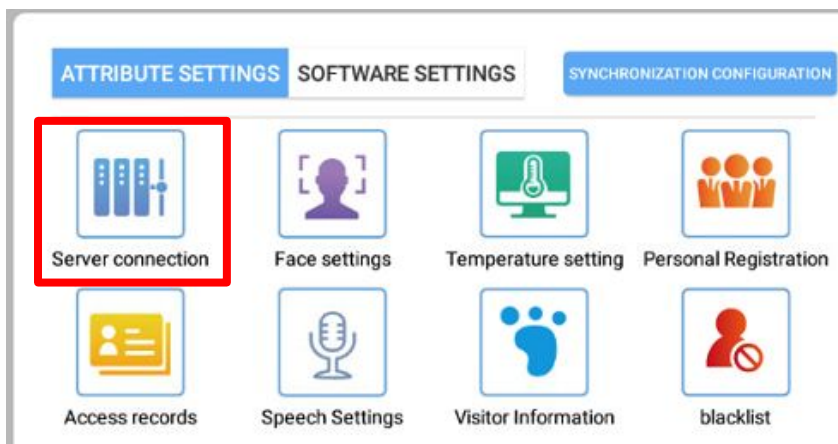 ATTRIBUTE SETTINGS SOFTWARE SETTINGS SYNCHRONIZATION CONFIGURATION
Server connection Face settings Temperature setting Personal Registration
Access records Speech Settings Visitor Information blacklist